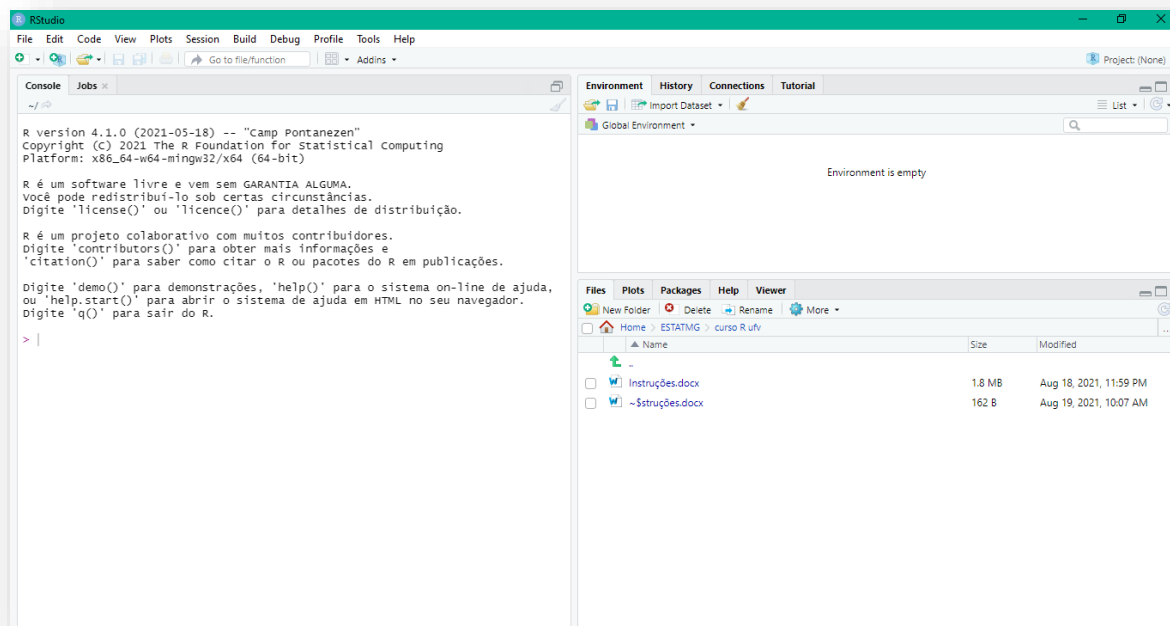 RStudio
File Edit Code View Plots Session Build Debug Profile Tools Help
Go to file/function Addins Project: (None)
Console Jobs
~/
R version 4.1.0 (2021-05-18) -- "Camp Pontanezen"
Copyright (C) 2021 The R Foundation for Statistical Computing
Platform: x86_64-w64-mingw32/x64 (64-bit)
R é um software livre e vem sem GARANTIA ALGUMA.
Você pode redistribuí-lo sob certas circunstâncias.
Digite 'license()' ou 'licence()' para detalhes de distribuição.
R é um projeto colaborativo com muitos contribuidores.
Digite 'contributors()' para obter mais informações e
'citation()' para saber como citar o R ou pacotes do R em publicações.
Digite 'demo()' para demonstrações, 'help()' para o sistema on-line de ajuda,
ou 'help.start()' para abrir o sistema de ajuda em HTML no seu navegador.
Digite 'q()' para sair do R.
>
Environment History Connections Tutorial
Import Dataset List
Global Environment
Environment is empty
Files Plots Packages Help Viewer
New Folder Delete Rename More
Home > ESTATMG > curso R ufv
Name Size Modified
..
Instruções.docx 1.8 MB Aug 18, 2021, 11:59 PM
~$struções.docx 162 B Aug 19, 2021, 10:07 AM